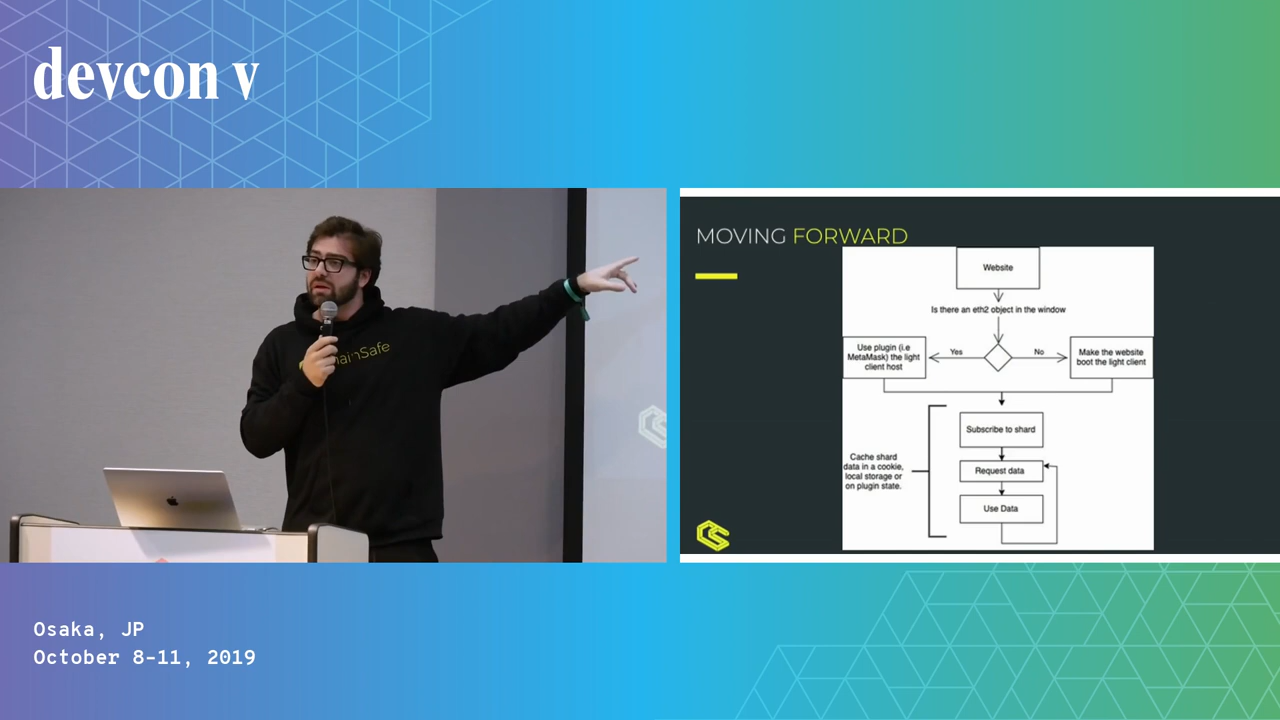 devcon v
MOVING FORWARD
Website
Is there an eth2 object in the window
Use plugin (i.e
MetaMask) the light
client host
Yes
No
Make the website
boot the light client
Subscribe to shard
Cache shard
data in a cookie,
local storage or
on plugin state.
Request data
Use Data
Osaka, JP
October 8-11, 2019